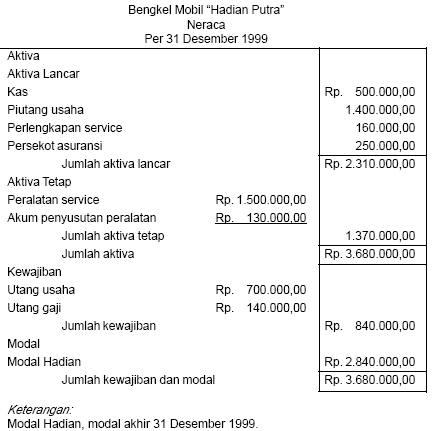 Bengkel Mobil “Hadian Putra”
Neraca
Per 31 Desember 1999
Aktiva
Aktiva Lancar
Kas Rp. 500.000,00
Piutang usaha 1.400.000,00
Perlengkapan service 160.000,00
Persekot asuransi 250.000,00
Jumlah aktiva lancar Rp. 2.310.000,00
Aktiva Tetap
Peralatan service Rp. 1.500.000,00
Akum penyusutan peralatan Rp. 130.000,00
Jumlah aktiva tetap 1.370.000,00
Jumlah aktiva Rp. 3.680.000,00
Kewajiban
Utang usaha Rp. 700.000,00
Utang gaji Rp. 140.000,00
Jumlah kewajiban Rp. 840.000,00
Modal
Modal Hadian Rp. 2.840.000,00
Jumlah kewajiban dan modal Rp. 3.680.000,00
Keterangan:
Modal Hadian, modal akhir 31 Desember 1999.